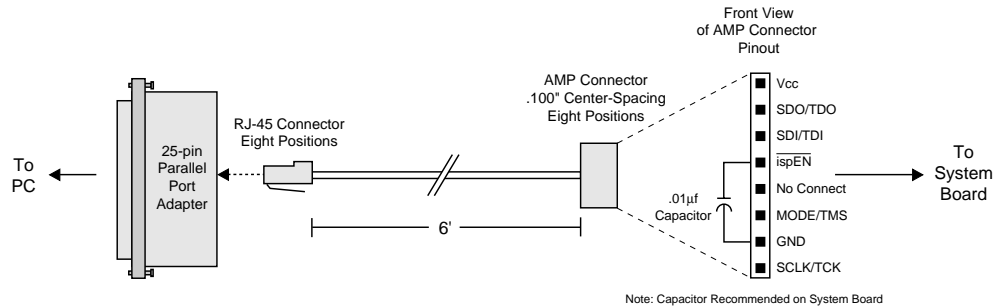 To
PC
25-pin
Parallel
Port
Adapter
RJ-45 Connector
Eight Positions
6'
AMP Connector
.100" Center-Spacing
Eight Positions
Front View
of AMP Connector
Pinout
Vcc
SDO/TDO
SDI/TDI
ispEN
No Connect
MODE/TMS
GND
SCLK/TCK
.01µf
Capacitor
To
System
Board
Note: Capacitor Recommended on System Board